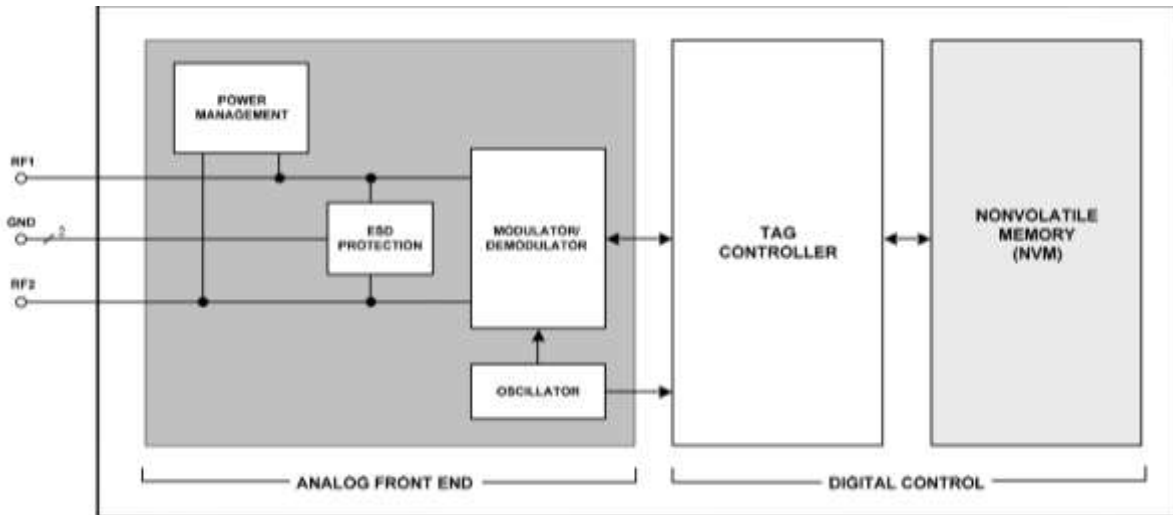 POWER
MANAGEMENT
RF1
GND
2
ESD
PROTECTION
MODULATOR/
DEMODULATOR
RF2
OSCILLATOR
TAG
CONTROLLER
NONVOLATILE
MEMORY
(NVM)
ANALOG FRONT END
DIGITAL CONTROL